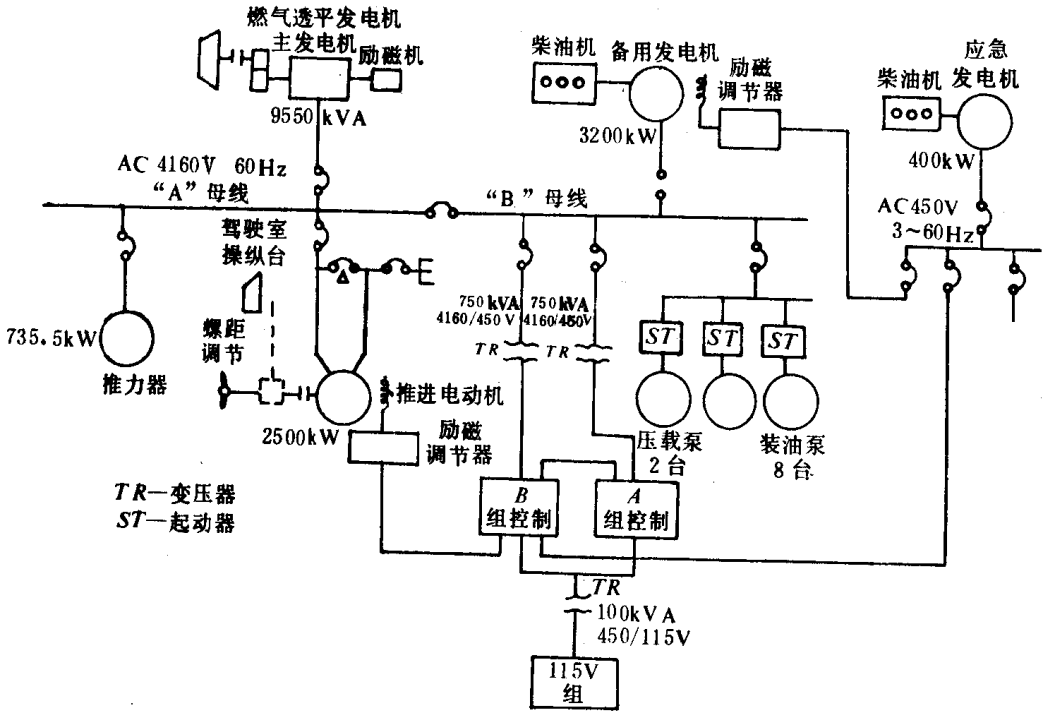 燃气透平发电机
主发电机
励磁机
9550 kVA
柴油机
备用发电机
3200kW
励磁
调节器
柴油机
应急
发电机
400kW
AC 4160V 60Hz
“A”母线
“B”母线
AC450V
3～60Hz
驾驶室
操纵台
735.5kW
推力器
螺距
调节
2500kW
推进电动机
励磁
调节器
750kVA
4160/450V
TR
750kVA
4160/450V
TR
ST
ST
ST
压载泵
2台
装油泵
8台
B
组控制
A
组控制
TR—变压器
ST—起动器
TR
100kVA
450/115V
115V
组